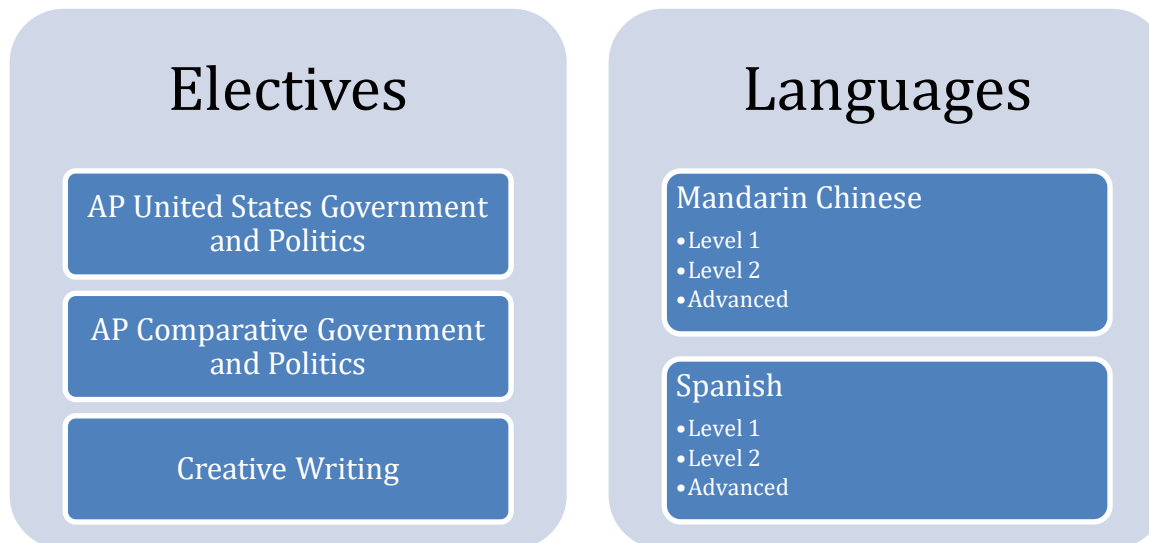 Electives
AP United States Government
and Politics
AP Comparative Government
and Politics
Creative Writing
Languages
Mandarin Chinese
•Level 1
•Level 2
•Advanced
Spanish
•Level 1
•Level 2
•Advanced